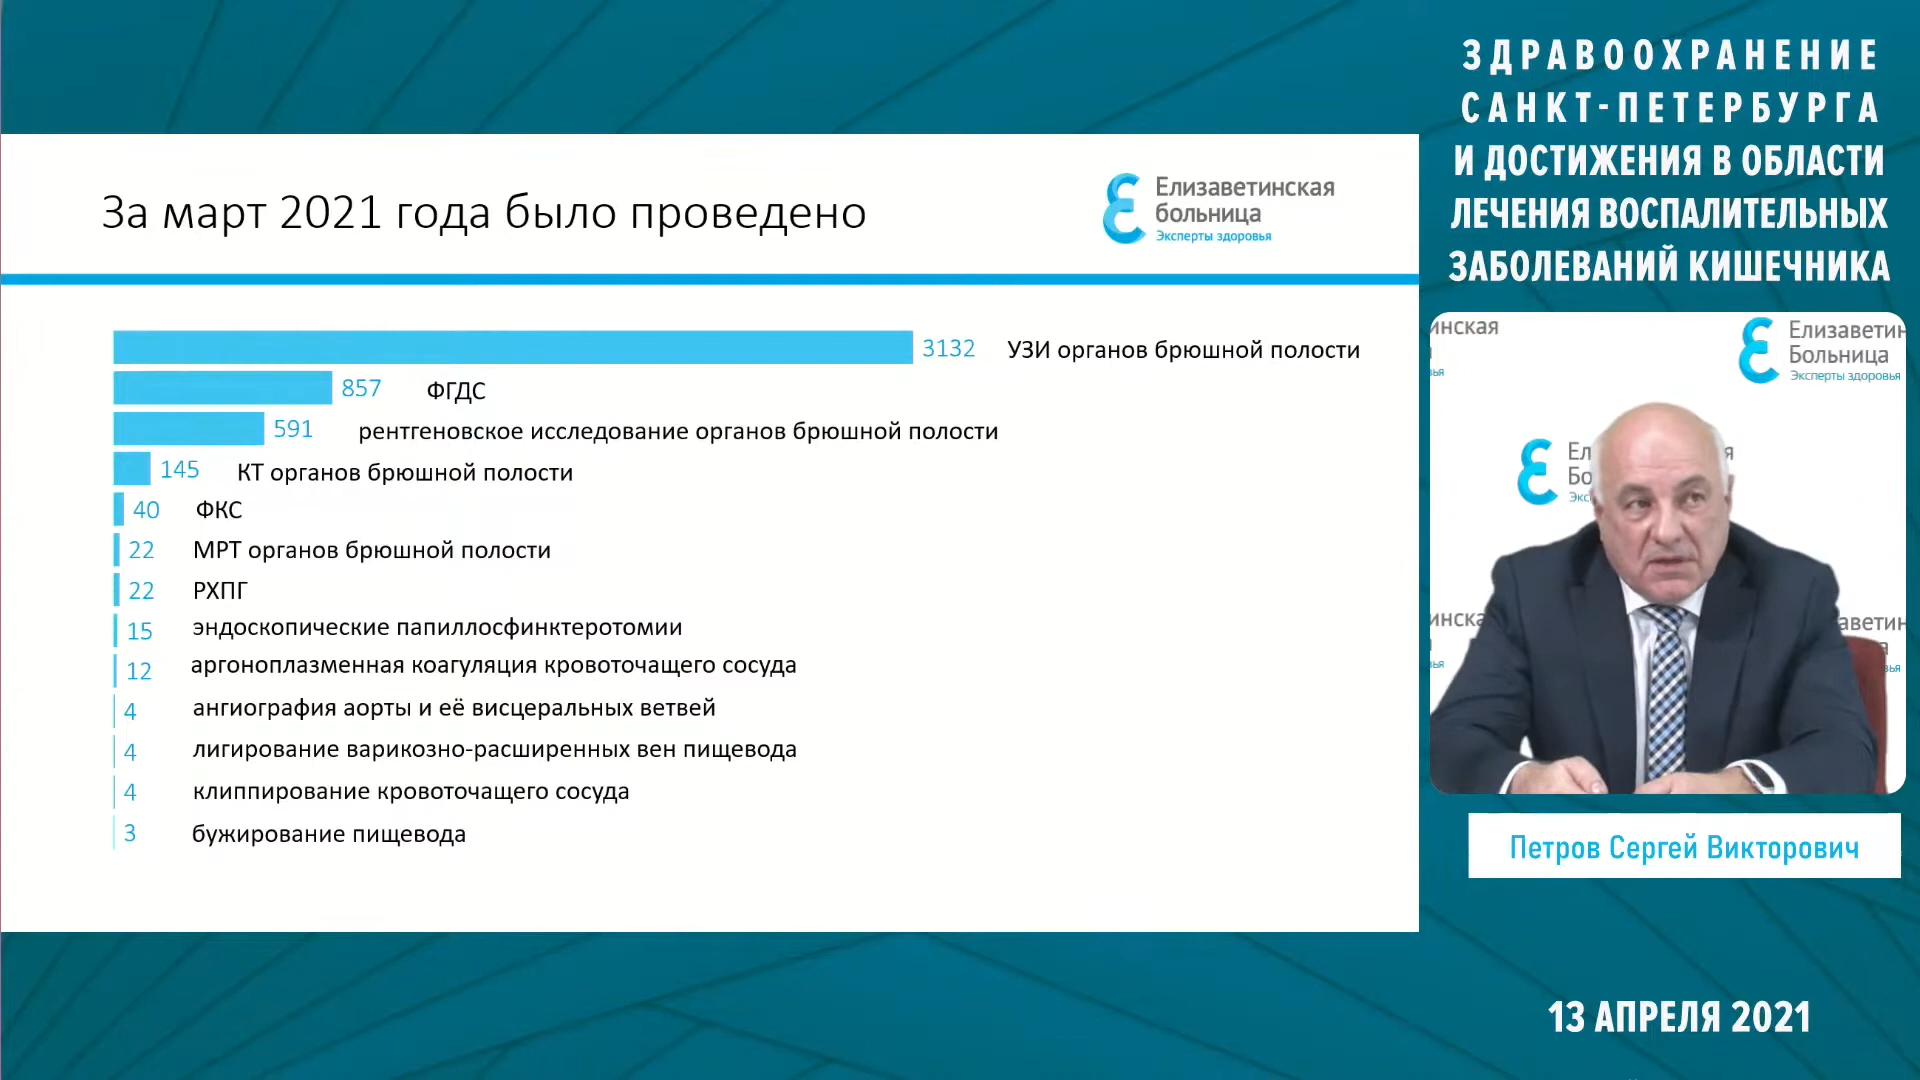 За март 2021 года было проведено
Елизаветинская
больница
Эксперты здоровья
3132 УЗИ органов брюшной полости
857 ФГДС
591 рентгеновское исследование органов брюшной полости
145 КТ органов брюшной полости
40 ФКС
22 МРТ органов брюшной полости
22 РХПГ
15 эндоскопические папиллосфинктеротомии
12 аргоноплазменная коагуляция кровоточащего сосуда
4 ангиография аорты и её висцеральных ветвей
4 лигирование варикозно-расширенных вен пищевода
4 клиппирование кровоточащего сосуда
3 бужирование пищевода
ЗДРАВООХРАНЕНИЕ
САНКТ-ПЕТЕРБУРГА
И ДОСТИЖЕНИЯ В ОБЛАСТИ
ЛЕЧЕНИЯ ВОСПАЛИТЕЛЬНЫХ
ЗАБОЛЕВАНИЙ КИШЕЧНИКА
Елизаветин
Больница
Эксперты здоровья
Петров Сергей Викторович
13 АПРЕЛЯ 2021